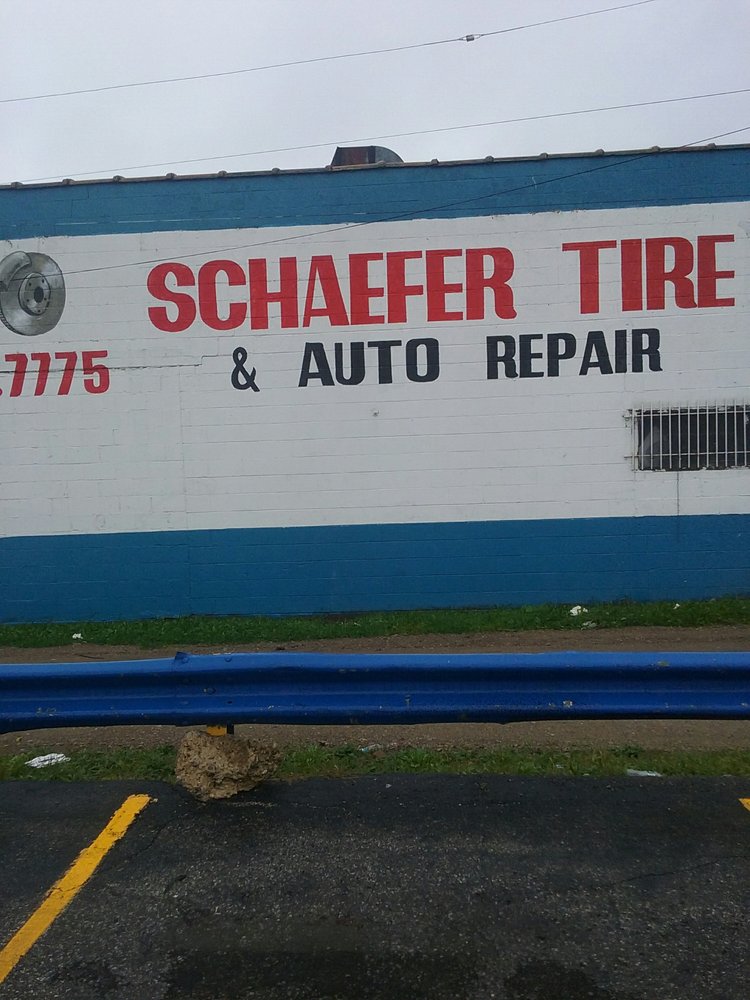 SCHAEFER TIRE
.7775
& AUTO REPAIR